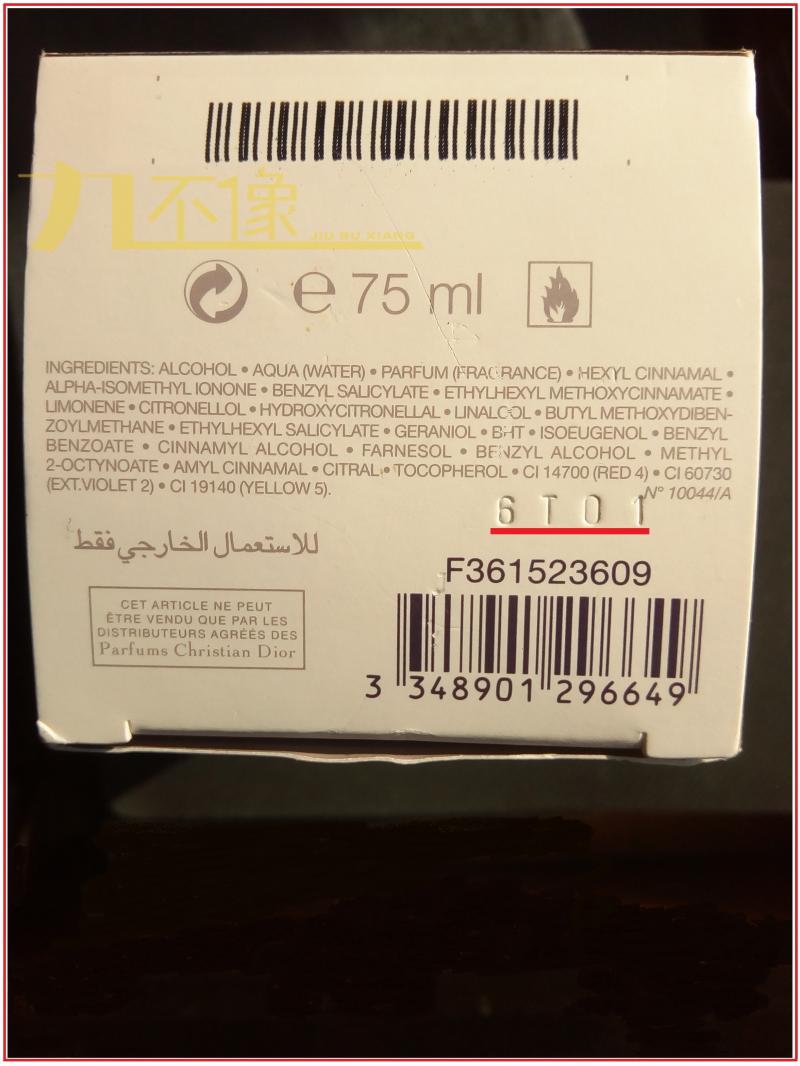 九不像
JIU BU XIANG
℮ 75 ml
INGREDIENTS: ALCOHOL • AQUA (WATER) • PARFUM (FRAGRANCE) • HEXYL CINNAMAL •
ALPHA-ISOMETHYL IONONE • BENZYL SALICYLATE • ETHYLHEXYL METHOXYCINNAMATE •
LIMONENE • CITRONELLOL • HYDROXYCITRONELLAL • LINALOOL • BUTYL METHOXYDIBEN-
ZOYLMETHANE • ETHYLHEXYL SALICYLATE • GERANIOL • BHT • ISOEUGENOL • BENZYL
BENZOATE • CINNAMYL ALCOHOL • FARNESOL • BENZYL ALCOHOL • METHYL
2-OCTYNOATE • AMYL CINNAMAL • CITRAL • TOCOPHEROL • CI 14700 (RED 4) • CI 60730
(EXT.VIOLET 2) • CI 19140 (YELLOW 5).
N° 10044/A
6T01
للاستعمال الخارجي فقط
F361523609
CET ARTICLE NE PEUT
ÊTRE VENDU QUE PAR LES
DISTRIBUTEURS AGRÉÉS DES
Parfums Christian Dior
3 348901 296649